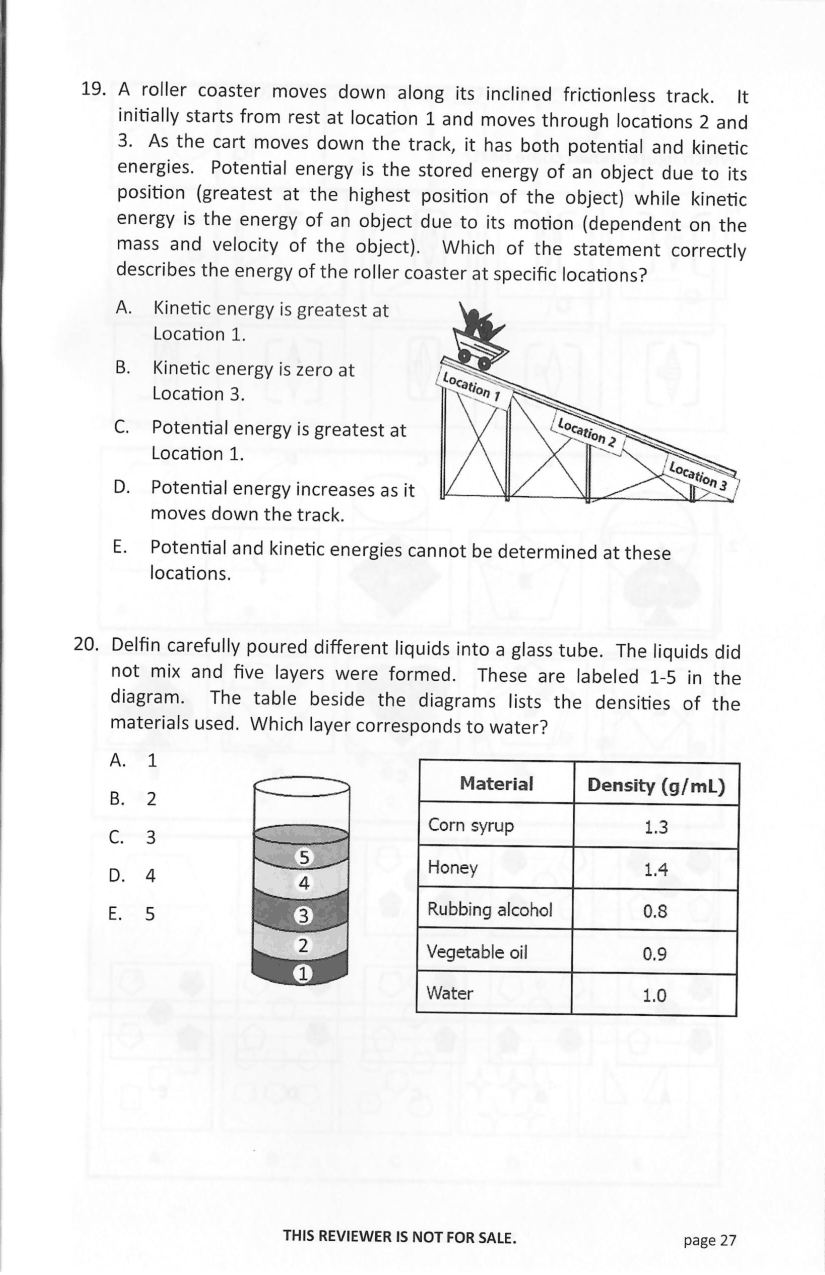 19. A roller coaster moves down along its inclined frictionless track. It
initially starts from rest at location 1 and moves through locations 2 and
3. As the cart moves down the track, it has both potential and kinetic
energies. Potential energy is the stored energy of an object due to its
position (greatest at the highest position of the object) while kinetic
energy is the energy of an object due to its motion (dependent on the
mass and velocity of the object). Which of the statement correctly
describes the energy of the roller coaster at specific locations?
A. Kinetic energy is greatest at
Location 1.
B. Kinetic energy is zero at
Location 3.
C. Potential energy is greatest at
Location 1.
D. Potential energy increases as it
moves down the track.
E. Potential and kinetic energies cannot be determined at these
locations.
Location 1
Location 2
Location 3
20. Delfin carefully poured different liquids into a glass tube. The liquids did
not mix and five layers were formed. These are labeled 1-5 in the
diagram. The table beside the diagrams lists the densities of the
materials used. Which layer corresponds to water?
A. 1
B. 2
C. 3
D. 4
E. 5
5
4
3
2
1
Material Density (g/mL)
Corn syrup 1.3
Honey 1.4
Rubbing alcohol 0.8
Vegetable oil 0.9
Water 1.0
THIS REVIEWER IS NOT FOR SALE. page 27